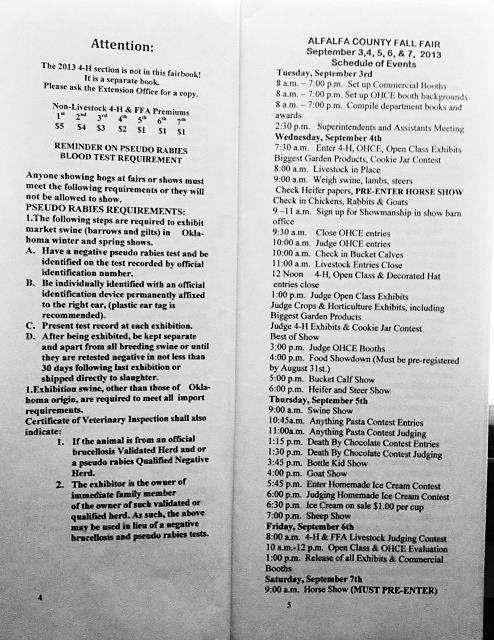 Attention:
The 2013 4-H section is not in this fairbook!
It is a separate book.
Please ask the Extension Office for a copy.
Non-Livestock 4-H & FFA Premiums
1st 2nd 3rd 4th 5th 6th 7th
$5 $4 $3 $2 $1 $1 $1
REMINDER ON PSEUDO RABIES
BLOOD TEST REQUIREMENT
Anyone showing hogs at fairs or shows must
meet the following requirements or they will
not be allowed to show.
PSEUDO RABIES REQUIREMENTS:
1.The following steps are required to exhibit
market swine (barrows and gilts) in Okla-
homa winter and spring shows.
A. Have a negative pseudo rabies test and be
identified on the test recorded by official
identification number.
B. Be individually identified with an official
identification device permanently affixed
to the right ear, (plastic ear tag is
recommended).
C. Present test record at each exhibition.
D. After being exhibited, be kept separate
and apart from all breeding swine or until
they are retested negative in not less than
30 days following last exhibition or
shipped directly to slaughter.
1.Exhibition swine, other than those of Okla-
homa origin, are required to meet all import
requirements.
Certificate of Veterinary Inspection shall also
indicate:
1. If the animal is from an official
brucellosis Validated Herd and or
a pseudo rabies Qualified Negative
Herd.
2. The exhibitor is the owner of
immediate family member
of the owner of such validated or
qualified herd. As such, the above
may be used in lieu of a negative
brucellosis and pseudo rabies tests.
4
ALFALFA COUNTY FALL FAIR
September 3,4, 5, 6, & 7, 2013
Schedule of Events
Tuesday, September 3rd
8 a.m. – 7:00 p.m. Set up Commercial Booths
8 a.m. – 7:00 p.m. Set up OHCE booth backgrounds
8 a.m. – 7:00 p.m. Compile department books and
awards
2:30 p.m. Superintendents and Assistants Meeting
Wednesday, September 4th
7:30 a.m. Enter 4-H, OHCE, Open Class Exhibits
Biggest Garden Products, Cookie Jar Contest
8:00 a.m. Livestock in Place
9:00 a.m. Weigh swine, lambs, steers
Check Heifer papers, PRE-ENTER HORSE SHOW
Check in Chickens, Rabbits & Goats
9 –11 a.m. Sign up for Showmanship in show barn
office
9:30 a.m. Close OHCE entries
10:00 a.m. Judge OHCE entries
10:00 a.m. Check in Bucket Calves
11:00 a.m. Livestock Entries Close
12 Noon 4-H, Open Class & Decorated Hat
entries close
1:00 p.m. Judge Open Class Exhibits
Judge Crops & Horticulture Exhibits, including
Biggest Garden Products
Judge 4-H Exhibits & Cookie Jar Contest
Best of Show
3:00 p.m. Judge OHCE Booths
4:00 p.m. Food Showdown (Must be pre-registered
by August 31st.)
5:00 p.m. Bucket Calf Show
6:00 p.m. Heifer and Steer Show
Thursday, September 5th
9:00 a.m. Swine Show
10:45a.m. Anything Pasta Contest Entries
11:00a.m. Anything Pasta Contest Judging
1:15 p.m. Death By Chocolate Contest Entries
1:30 p.m. Death By Chocolate Contest Judging
3:45 p.m. Bottle Kid Show
4:00 p.m. Goat Show
5:45 p.m. Enter Homemade Ice Cream Contest
6:00 p.m. Judging Homemade Ice Cream Contest
6:30 p.m. Ice Cream on sale $1.00 per cup
7:00 p.m. Sheep Show
Friday, September 6th
8:00 a.m. 4-H & FFA Livestock Judging Contest
10 a.m.-12 p.m. Open Class & OHCE Evaluation
1:00 p.m. Release of all Exhibits & Commercial
Booths
Saturday, September 7th
9:00 a.m. Horse Show (MUST PRE-ENTER)
5